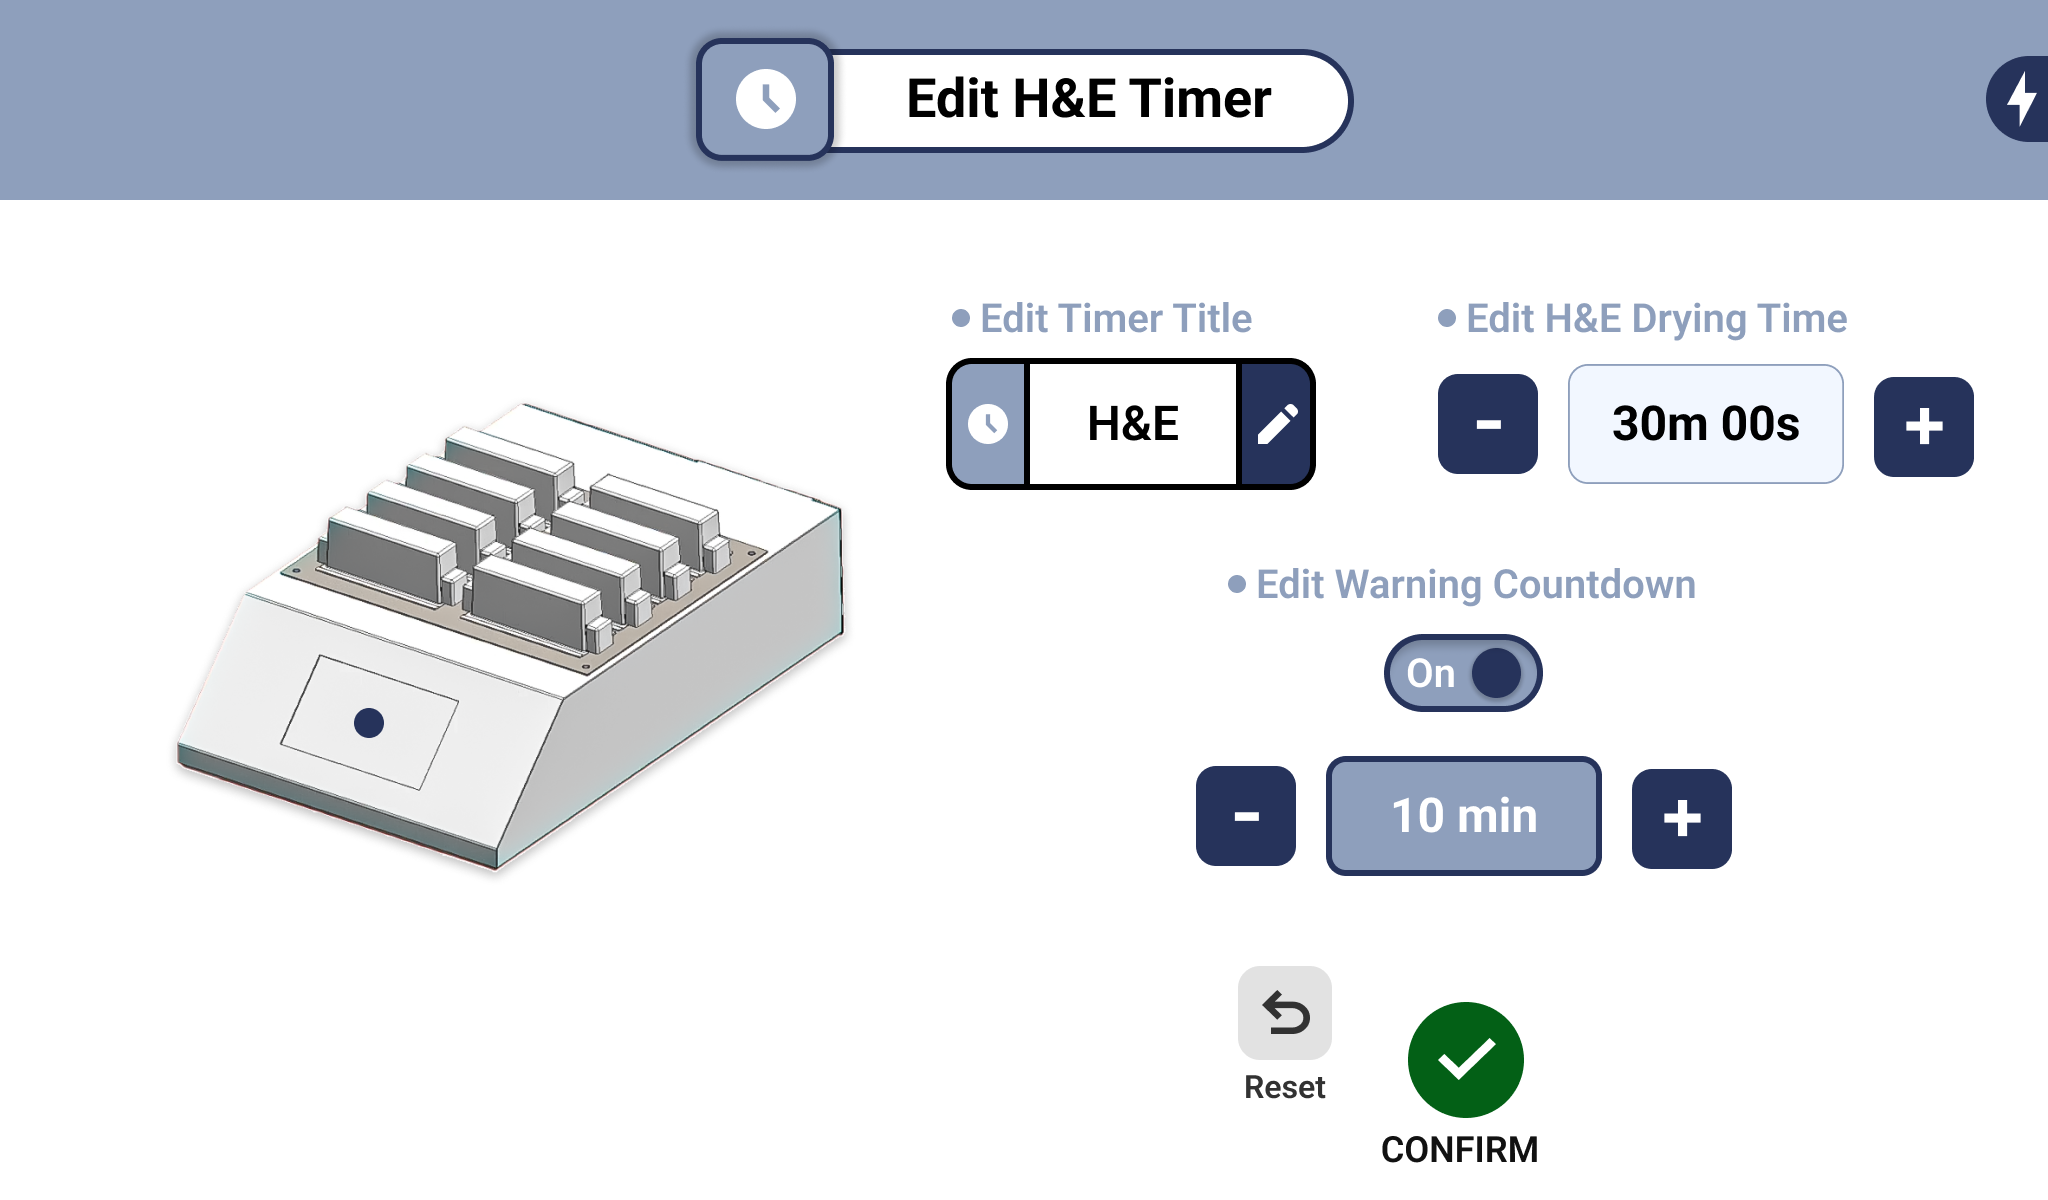 Edit H&E Timer
• Edit Timer Title
• Edit H&E Drying Time
H&E
- 30m 00s +
• Edit Warning Countdown
On
- 10 min +
Reset
CONFIRM